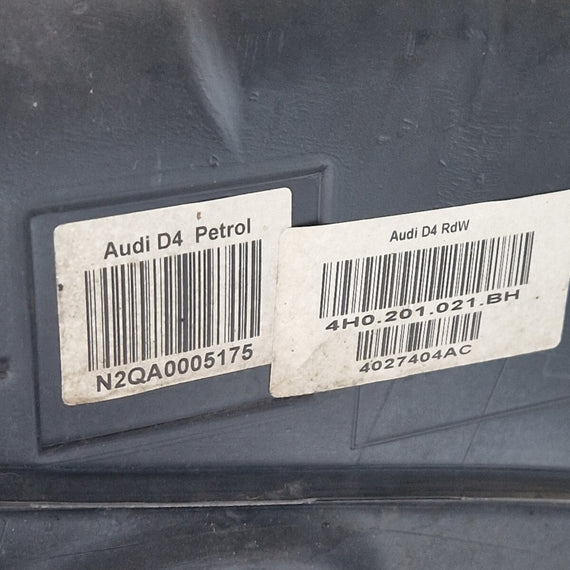 Audi D4 Petrol
N2QA0005175
Audi D4 RdW
4H0.201.021.BH
4027404AC